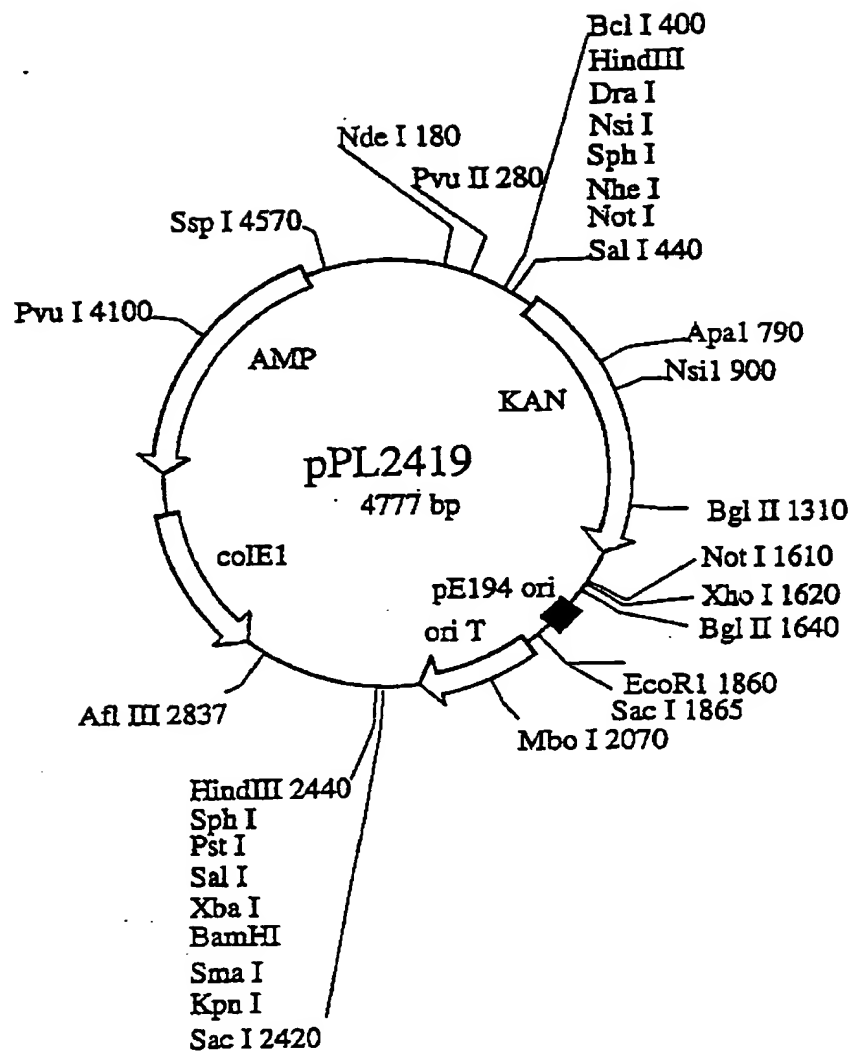 Bcl I 400
HindIII
Dra I
Nsi I
Sph I
Nhe I
Not I
Sal I 440
Nde I 180
Pvu II 280
Ssp I 4570
Pvu I 4100
AMP
Apa1 790
Nsi1 900
KAN
pPL2419
4777 bp
Bgl II 1310
colE1
Not I 1610
pE194 ori
Xho I 1620
ori T
Bgl II 1640
EcoR1 1860
Sac I 1865
Afl III 2837
Mbo I 2070
HindIII 2440
Sph I
Pst I
Sal I
Xba I
BamHI
Sma I
Kpn I
Sac I 2420